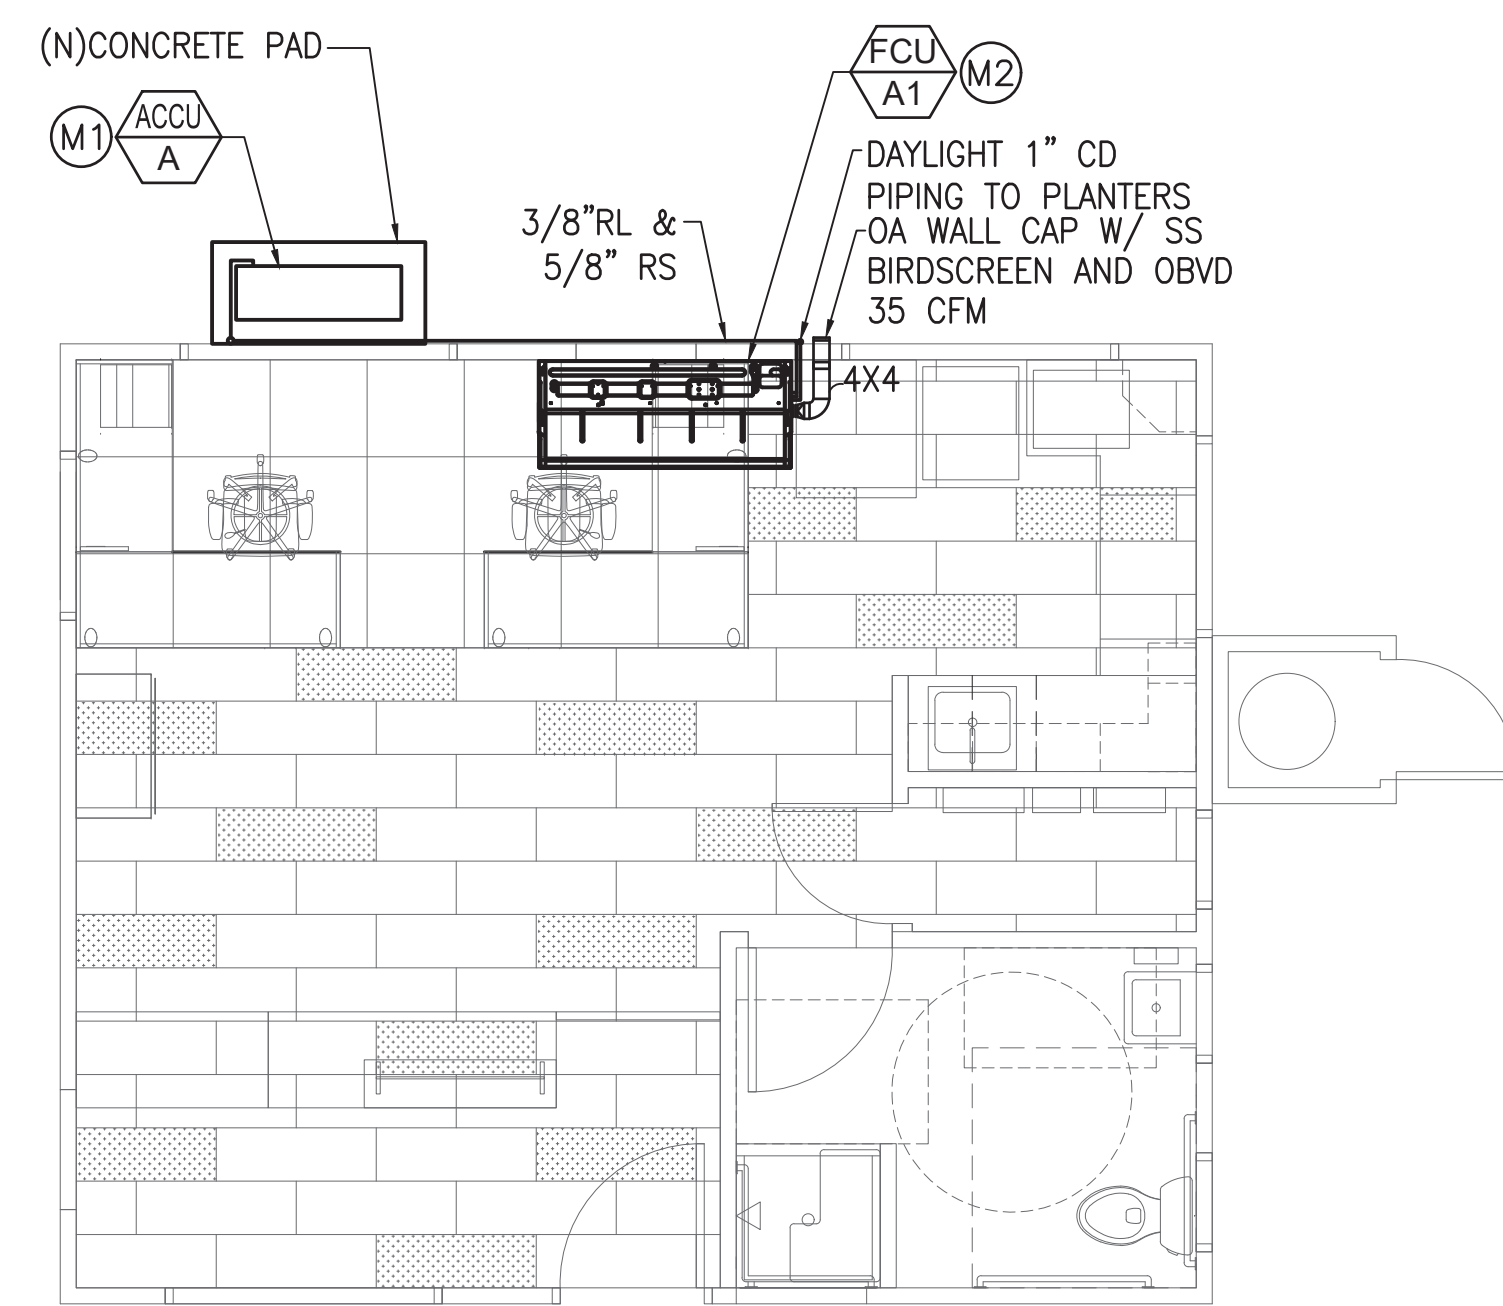 (N)CONCRETE PAD
M1
ACCU
A
FCU
A1
M2
DAYLIGHT 1” CD
PIPING TO PLANTERS
OA WALL CAP W/ SS
BIRDSCREEN AND OBVD
35 CFM
3/8”RL &
5/8” RS
4X4